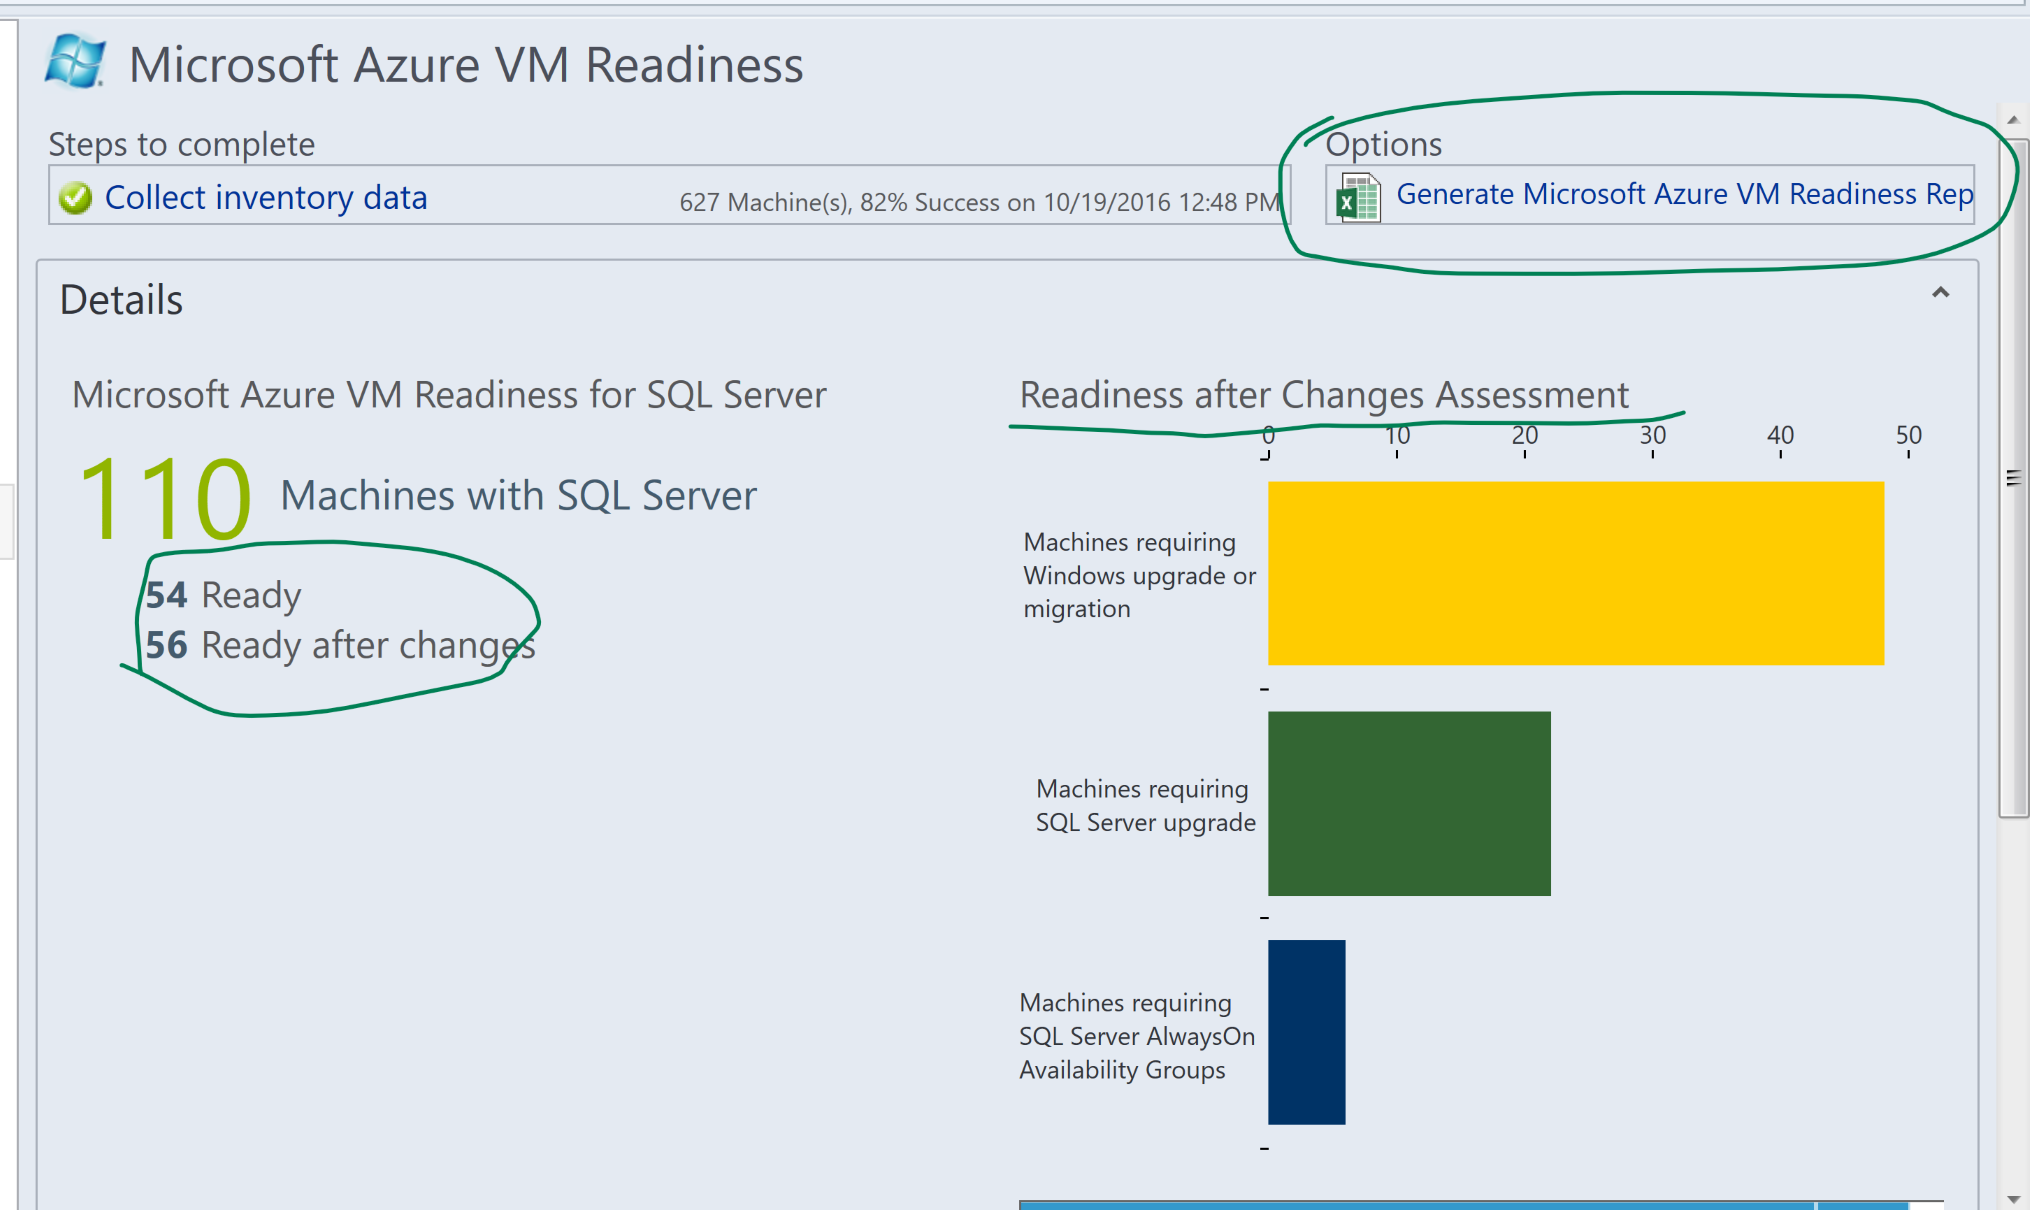 Microsoft Azure VM Readiness
Steps to complete
Collect inventory data
627 Machine(s), 82% Success on 10/19/2016 12:48 PM
Options
Generate Microsoft Azure VM Readiness Rep
Details
Microsoft Azure VM Readiness for SQL Server
110 Machines with SQL Server
54 Ready
56 Ready after changes
Readiness after Changes Assessment
0 10 20 30 40 50
Machines requiring
Windows upgrade or
migration
Machines requiring
SQL Server upgrade
Machines requiring
SQL Server AlwaysOn
Availability Groups